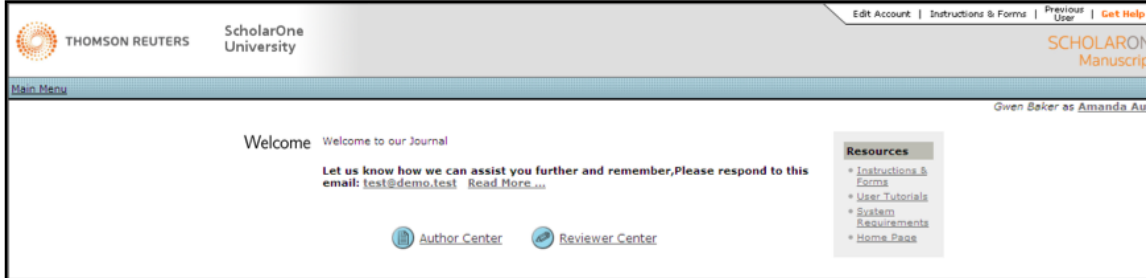 Edit Account | Instructions & Forms | Previous User | Get Help
THOMSON REUTERS
ScholarOne
University
SCHOLARON
Manuscrip
Main Menu
Gwen Baker as Amanda Au
Welcome
Welcome to our Journal
Let us know how we can assist you further and remember,Please respond to this
email: test@demo.test Read More ...
Author Center
Reviewer Center
Resources
Instructions &
Forms
User Tutorials
System
Requirements
Home Page